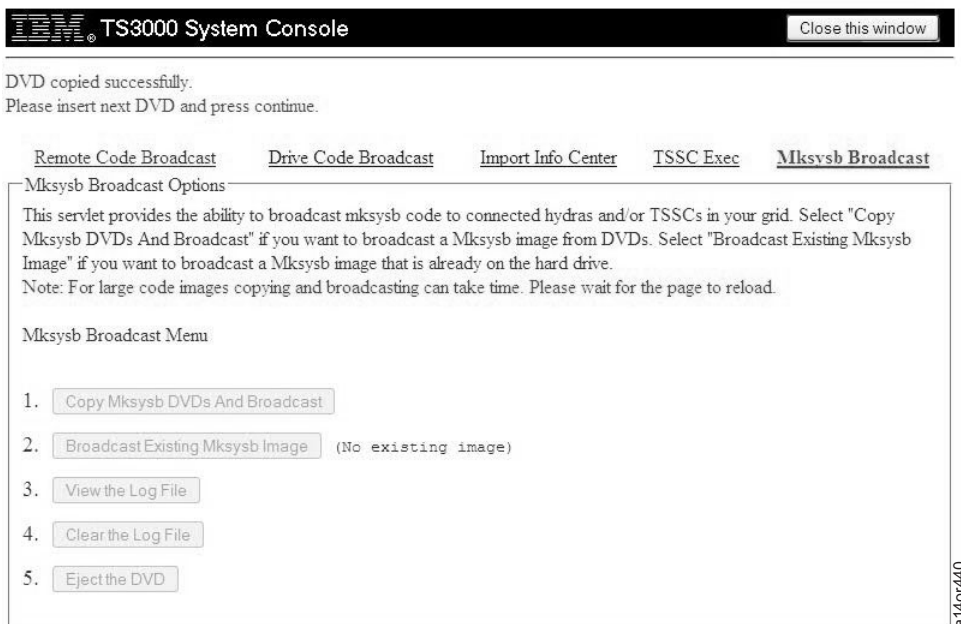 IBM® TS3000 System Console
Close this window
DVD copied successfully.
Please insert next DVD and press continue.
Remote Code Broadcast Drive Code Broadcast Import Info Center TSSC Exec Mksysb Broadcast
Mksysb Broadcast Options
This servlet provides the ability to broadcast mksysb code to connected hydras and/or TSSCs in your grid. Select "Copy
Mksysb DVDs And Broadcast" if you want to broadcast a Mksysb image from DVDs. Select "Broadcast Existing Mksysb
Image" if you want to broadcast a Mksysb image that is already on the hard drive.
Note: For large code images copying and broadcasting can take time. Please wait for the page to reload.
Mksysb Broadcast Menu
1. Copy Mksysb DVDs And Broadcast
2. Broadcast Existing Mksysb Image (No existing image)
3. View the Log File
4. Clear the Log File
5. Eject the DVD
a14or440